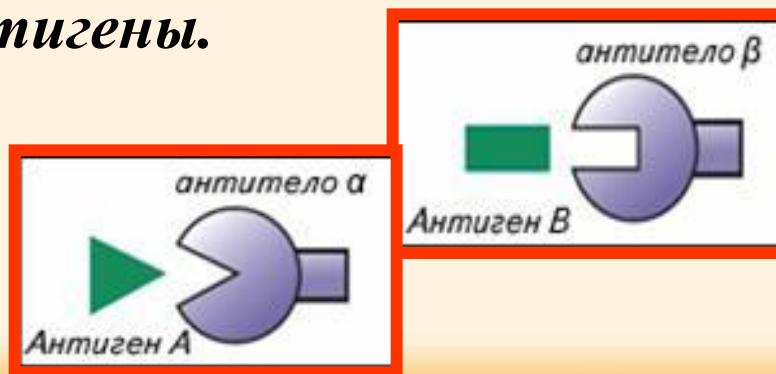 тигены.
антитело β
Антиген В
антитело α
Антиген А